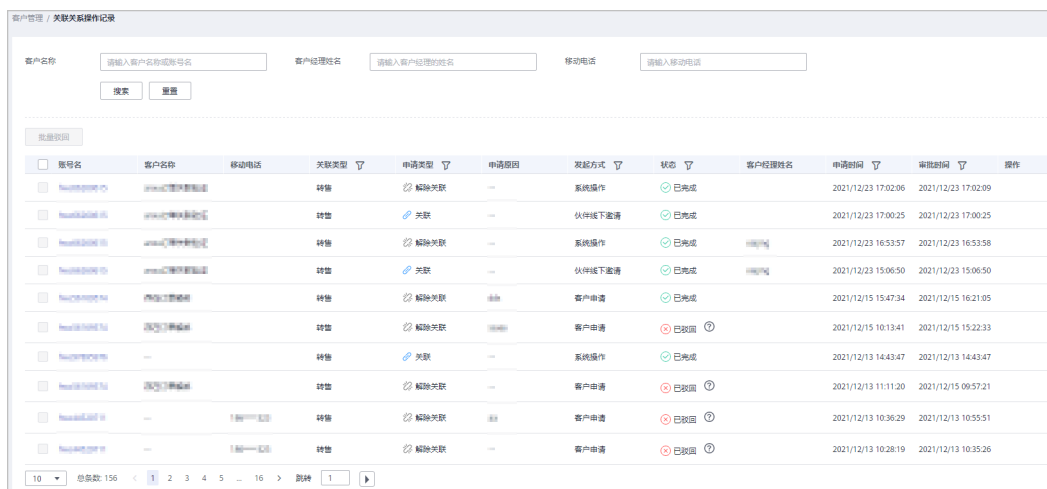 客户管理 / 关联关系操作记录
客户名称 请输入客户名称或账号名 客户经理姓名 请输入客户经理的姓名 移动电话 请输入移动电话
搜索 重置
批量驳回
账号名 客户名称 移动电话 关联类型 申请类型 申请原因 发起方式 状态 客户经理姓名 申请时间 审批时间 操作
转售 解除关联 -- 系统操作 已完成 2021/12/23 17:02:06 2021/12/23 17:02:09
转售 关联 -- 伙伴线下邀请 已完成 2021/12/23 17:00:25 2021/12/23 17:00:25
转售 解除关联 -- 系统操作 已完成 2021/12/23 16:53:57 2021/12/23 16:53:58
转售 关联 -- 伙伴线下邀请 已完成 2021/12/23 15:06:50 2021/12/23 15:06:50
转售 解除关联 客户申请 已完成 2021/12/15 15:47:34 2021/12/15 16:21:05
转售 解除关联 客户申请 已驳回 2021/12/15 10:13:41 2021/12/15 15:22:33
-- 转售 关联 -- 系统操作 已完成 2021/12/13 14:43:47 2021/12/13 14:43:47
转售 解除关联 -- 客户申请 已驳回 2021/12/13 11:11:20 2021/12/15 09:57:21
-- 转售 解除关联 客户申请 已驳回 2021/12/13 10:36:29 2021/12/13 10:55:51
-- 转售 解除关联 -- 客户申请 已驳回 2021/12/13 10:28:19 2021/12/13 10:35:26
10 总条数: 156 < 1 2 3 4 5 ... 16 > 跳转 1